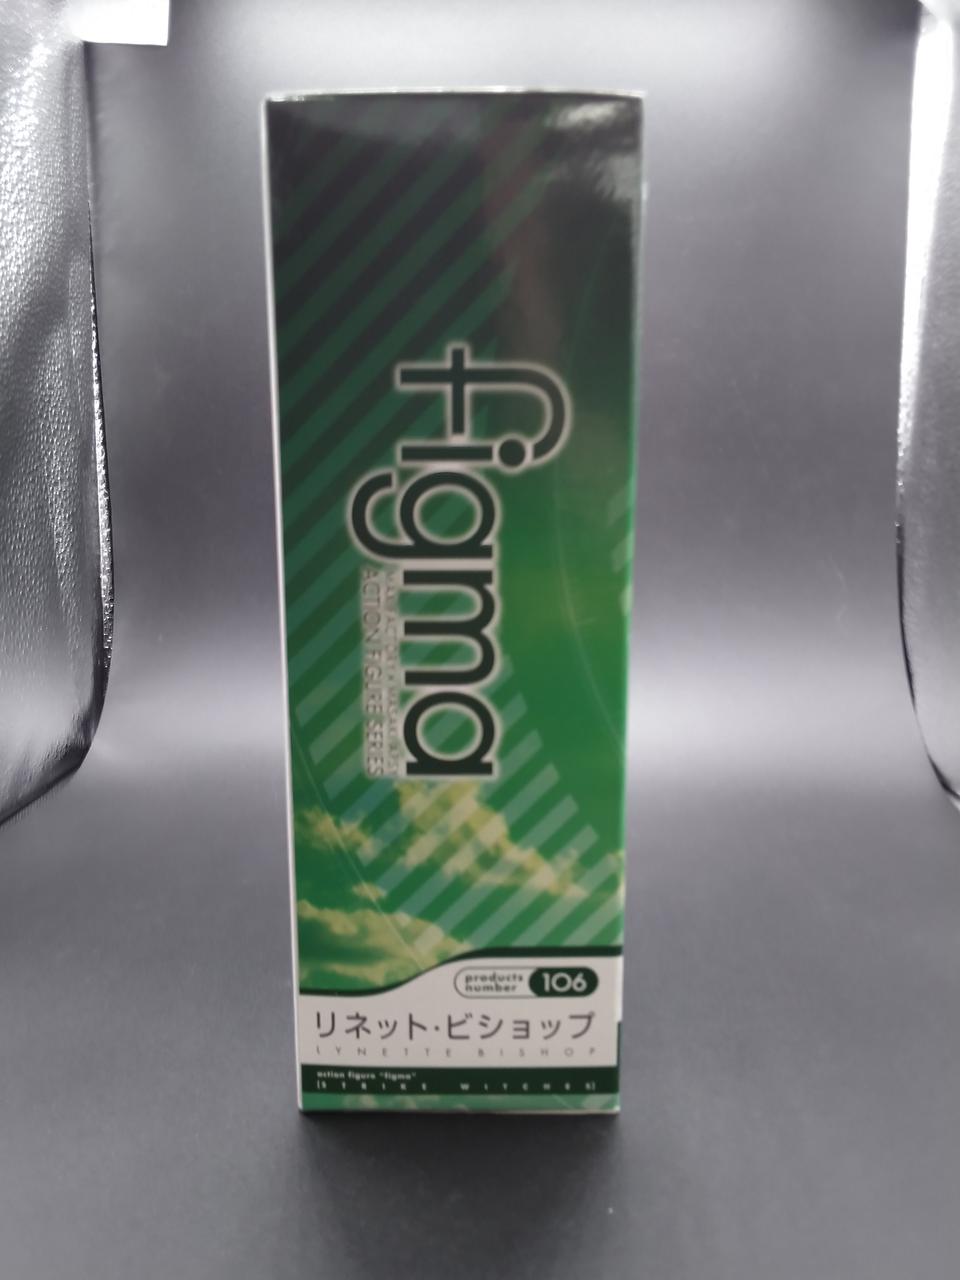 figma
ACTION FIGURE SERIES
products
number
106
リネット・ビショップ
LYNETTE BISHOP
action figure "figma"
[STRIKE WITCHES]